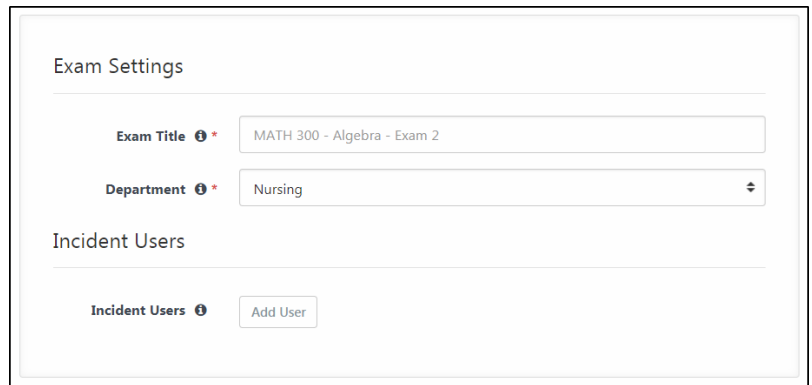 Exam Settings
Exam Title *
MATH 300 - Algebra - Exam 2
Department *
Nursing
Incident Users
Incident Users
Add User